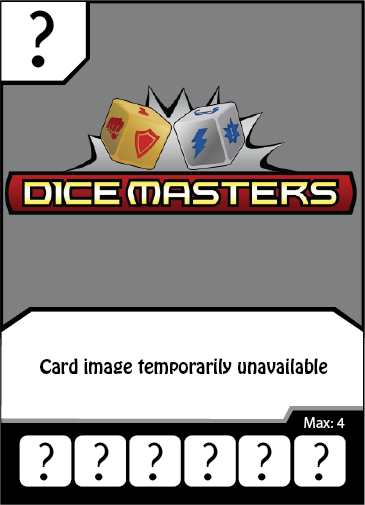 ?
DICE MASTERS
Card image temporarily unavailable
Max: 4
? ? ? ? ? ?